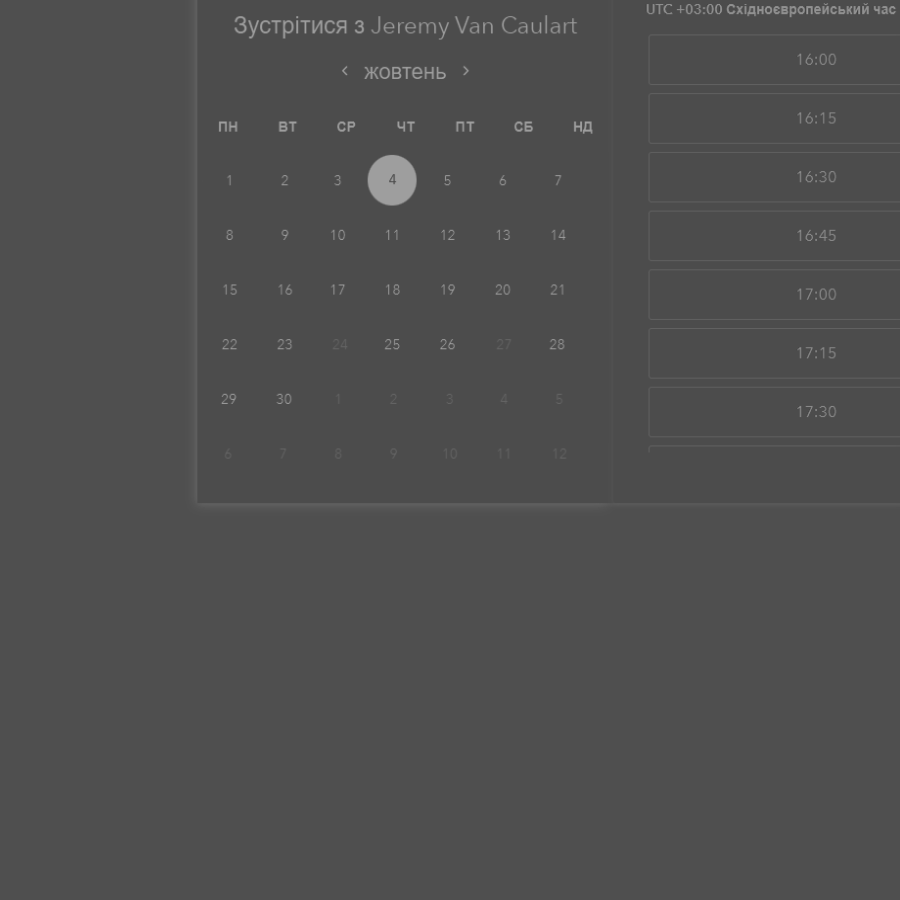 Зустрітися з Jeremy Van Caulart
жовтень
ПН ВТ СР ЧТ ПТ СБ НД
1 2 3 4 5 6 7
8 9 10 11 12 13 14
15 16 17 18 19 20 21
22 23 24 25 26 27 28
29 30 1 2 3 4 5
6 7 8 9 10 11 12
UTC +03:00 Східноєвропейський час
16:00
16:15
16:30
16:45
17:00
17:15
17:30